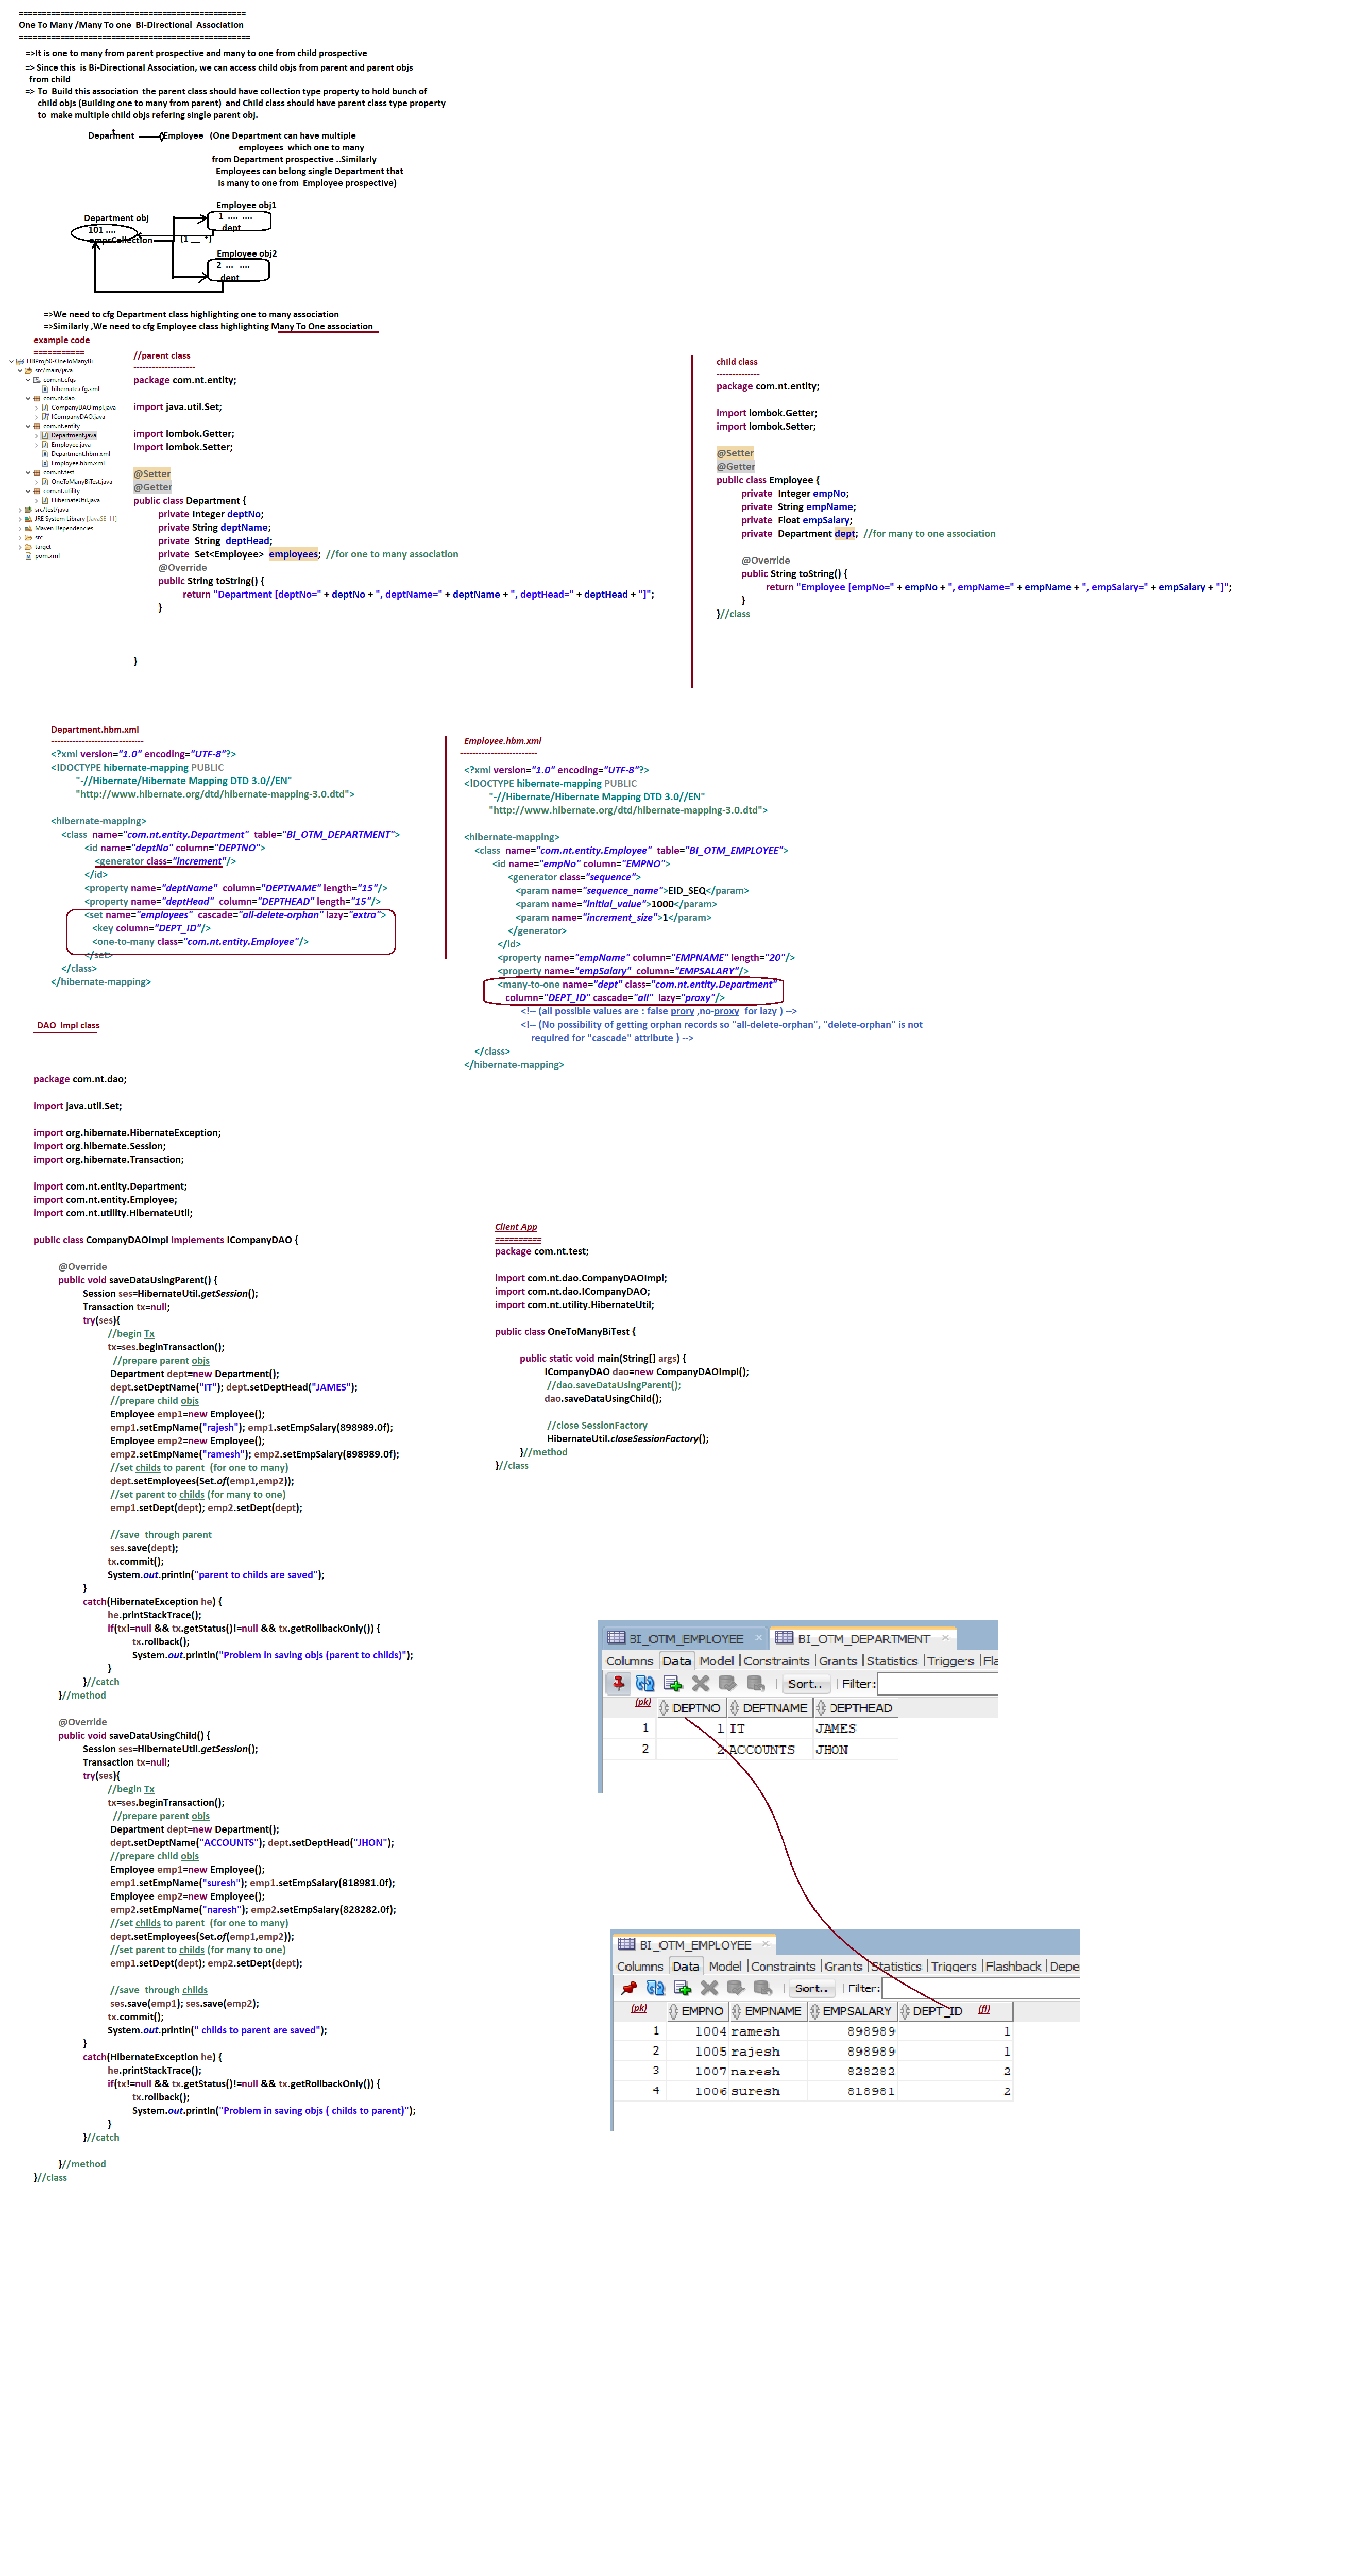 =================================================
One To Many /Many To one  Bi-Directional  Association
==================================================
=>It is one to many from parent prospective and many to one from child prospective
=> Since this  is Bi-Directional Association, we can access child objs from parent and parent objs
from child
=> To  Build this association  the parent class should have collection type property to hold bunch of
child objs (Building one to many from parent)  and Child class should have parent class type property
to  make multiple child objs refering single parent obj.
Department Employee   (One Department can have multiple
employees  which one to many
from Department prospective ..Similarly
Employees can belong single Department that
is many to one from  Employee prospective)
Employee obj1
Department obj
1  .... ....
101 ....
dept
empsCollection
(1 __ *)
Employee obj2
2  ...  ....
dept
=>We need to cfg Department class highlighting one to many association
=>Similarly ,We need to cfg Employee class highlighting Many To One association
example code
===========
HBProj50-OneToManyBi
src/main/java
com.nt.cfgs
hibernate.cfg.xml
com.nt.dao
CompanyDAOImpl.java
ICompanyDAO.java
com.nt.entity
Department.java
Employee.java
Department.hbm.xml
Employee.hbm.xml
com.nt.test
OneToManyBiTest.java
com.nt.utility
HibernateUtil.java
src/test/java
JRE System Library [JavaSE-11]
Maven Dependencies
src
target
pom.xml
//parent class
--------------------
package com.nt.entity;
import java.util.Set;
import lombok.Getter;
import lombok.Setter;
@Setter
@Getter
public class Department {
private Integer deptNo;
private String deptName;
private  String  deptHead;
private  Set<Employee>  employees;  //for one to many association
@Override
public String toString() {
return "Department [deptNo=" + deptNo + ", deptName=" + deptName + ", deptHead=" + deptHead + "]";
}
}
child class
--------------
package com.nt.entity;
import lombok.Getter;
import lombok.Setter;
@Setter
@Getter
public class Employee {
private  Integer empNo;
private  String empName;
private  Float empSalary;
private  Department dept;  //for many to one association
@Override
public String toString() {
return "Employee [empNo=" + empNo + ", empName=" + empName + ", empSalary=" + empSalary + "]";
}
}//class
Department.hbm.xml
------------------------------
<?xml version="1.0" encoding="UTF-8"?>
<!DOCTYPE hibernate-mapping PUBLIC
"-//Hibernate/Hibernate Mapping DTD 3.0//EN"
"http://www.hibernate.org/dtd/hibernate-mapping-3.0.dtd">
<hibernate-mapping>
<class  name="com.nt.entity.Department"  table="BI_OTM_DEPARTMENT">
<id name="deptNo" column="DEPTNO">
<generator class="increment"/>
</id>
<property name="deptName"  column="DEPTNAME" length="15"/>
<property name="deptHead"  column="DEPTHEAD" length="15"/>
<set name="employees"  cascade="all-delete-orphan" lazy="extra">
<key column="DEPT_ID"/>
<one-to-many class="com.nt.entity.Employee"/>
</set>
</class>
</hibernate-mapping>
Employee.hbm.xml
-------------------------
<?xml version="1.0" encoding="UTF-8"?>
<!DOCTYPE hibernate-mapping PUBLIC
"-//Hibernate/Hibernate Mapping DTD 3.0//EN"
"http://www.hibernate.org/dtd/hibernate-mapping-3.0.dtd">
<hibernate-mapping>
<class  name="com.nt.entity.Employee"  table="BI_OTM_EMPLOYEE">
<id name="empNo" column="EMPNO">
<generator class="sequence">
<param name="sequence_name">EID_SEQ</param>
<param name="initial_value">1000</param>
<param name="increment_size">1</param>
</generator>
</id>
<property name="empName" column="EMPNAME" length="20"/>
<property name="empSalary"  column="EMPSALARY"/>
<many-to-one name="dept" class="com.nt.entity.Department"
column="DEPT_ID" cascade="all"  lazy="proxy"/>
<!-- (all possible values are : false prory ,no-proxy  for lazy ) -->
<!-- (No possibility of getting orphan records so "all-delete-orphan", "delete-orphan" is not
required for "cascade" attribute ) -->
</class>
</hibernate-mapping>
DAO  Impl class
package com.nt.dao;
import java.util.Set;
import org.hibernate.HibernateException;
import org.hibernate.Session;
import org.hibernate.Transaction;
import com.nt.entity.Department;
import com.nt.entity.Employee;
import com.nt.utility.HibernateUtil;
public class CompanyDAOImpl implements ICompanyDAO {
@Override
public void saveDataUsingParent() {
Session ses=HibernateUtil.getSession();
Transaction tx=null;
try(ses){
//begin Tx
tx=ses.beginTransaction();
//prepare parent objs
Department dept=new Department();
dept.setDeptName("IT"); dept.setDeptHead("JAMES");
//prepare child objs
Employee emp1=new Employee();
emp1.setEmpName("rajesh"); emp1.setEmpSalary(898989.0f);
Employee emp2=new Employee();
emp2.setEmpName("ramesh"); emp2.setEmpSalary(898989.0f);
//set childs to parent  (for one to many)
dept.setEmployees(Set.of(emp1,emp2));
//set parent to childs (for many to one)
emp1.setDept(dept); emp2.setDept(dept);
//save  through parent
ses.save(dept);
tx.commit();
System.out.println("parent to childs are saved");
}
catch(HibernateException he) {
he.printStackTrace();
if(tx!=null && tx.getStatus()!=null && tx.getRollbackOnly()) {
tx.rollback();
System.out.println("Problem in saving objs (parent to childs)");
}
}//catch
}//method
@Override
public void saveDataUsingChild() {
Session ses=HibernateUtil.getSession();
Transaction tx=null;
try(ses){
//begin Tx
tx=ses.beginTransaction();
//prepare parent objs
Department dept=new Department();
dept.setDeptName("ACCOUNTS"); dept.setDeptHead("JHON");
//prepare child objs
Employee emp1=new Employee();
emp1.setEmpName("suresh"); emp1.setEmpSalary(818981.0f);
Employee emp2=new Employee();
emp2.setEmpName("naresh"); emp2.setEmpSalary(828282.0f);
//set childs to parent  (for one to many)
dept.setEmployees(Set.of(emp1,emp2));
//set parent to childs (for many to one)
emp1.setDept(dept); emp2.setDept(dept);
//save  through childs
ses.save(emp1); ses.save(emp2);
tx.commit();
System.out.println(" childs to parent are saved");
}
catch(HibernateException he) {
he.printStackTrace();
if(tx!=null && tx.getStatus()!=null && tx.getRollbackOnly()) {
tx.rollback();
System.out.println("Problem in saving objs ( childs to parent)");
}
}//catch
}//method
}//class
Client App
==========
package com.nt.test;
import com.nt.dao.CompanyDAOImpl;
import com.nt.dao.ICompanyDAO;
import com.nt.utility.HibernateUtil;
public class OneToManyBiTest {
public static void main(String[] args) {
ICompanyDAO dao=new CompanyDAOImpl();
//dao.saveDataUsingParent();
dao.saveDataUsingChild();
//close SessionFactory
HibernateUtil.closeSessionFactory();
}//method
}//class
BI_OTM_EMPLOYEE × BI_OTM_DEPARTMENT ×
Columns Data Model Constraints Grants Statistics Triggers Fla
Sort.. Filter:
(pk) DEPTNO DEPTNAME DEPTHEAD
1 1 IT JAMES
2 2 ACCOUNTS JHON
BI_OTM_EMPLOYEE ×
Columns Data Model Constraints Grants Statistics Triggers Flashback Depe
Sort.. Filter:
(pk) EMPNO EMPNAME EMPSALARY DEPT_ID (fl)
1 1004 ramesh 898989 1
2 1005 rajesh 898989 1
3 1007 naresh 828282 2
4 1006 suresh 818981 2